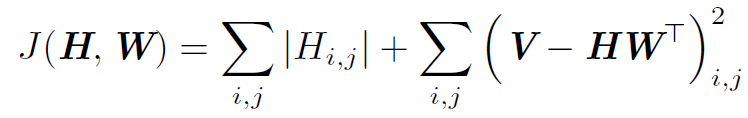 J(H, W) = ∑_{i,j} |H_{i,j}| + ∑_{i,j} (V − HW^⊤)^2_{i,j}